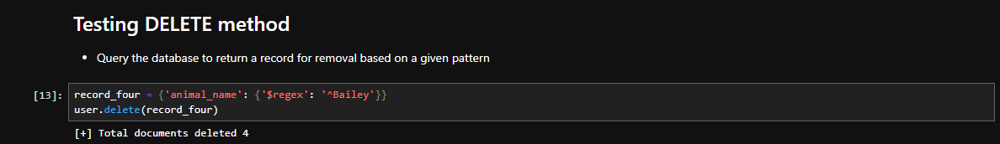 Testing DELETE method
• Query the database to return a record for removal based on a given pattern
[13]: record_four = {'animal_name': {'$regex': '^Bailey'}}
user.delete(record_four)
[+] Total documents deleted 4